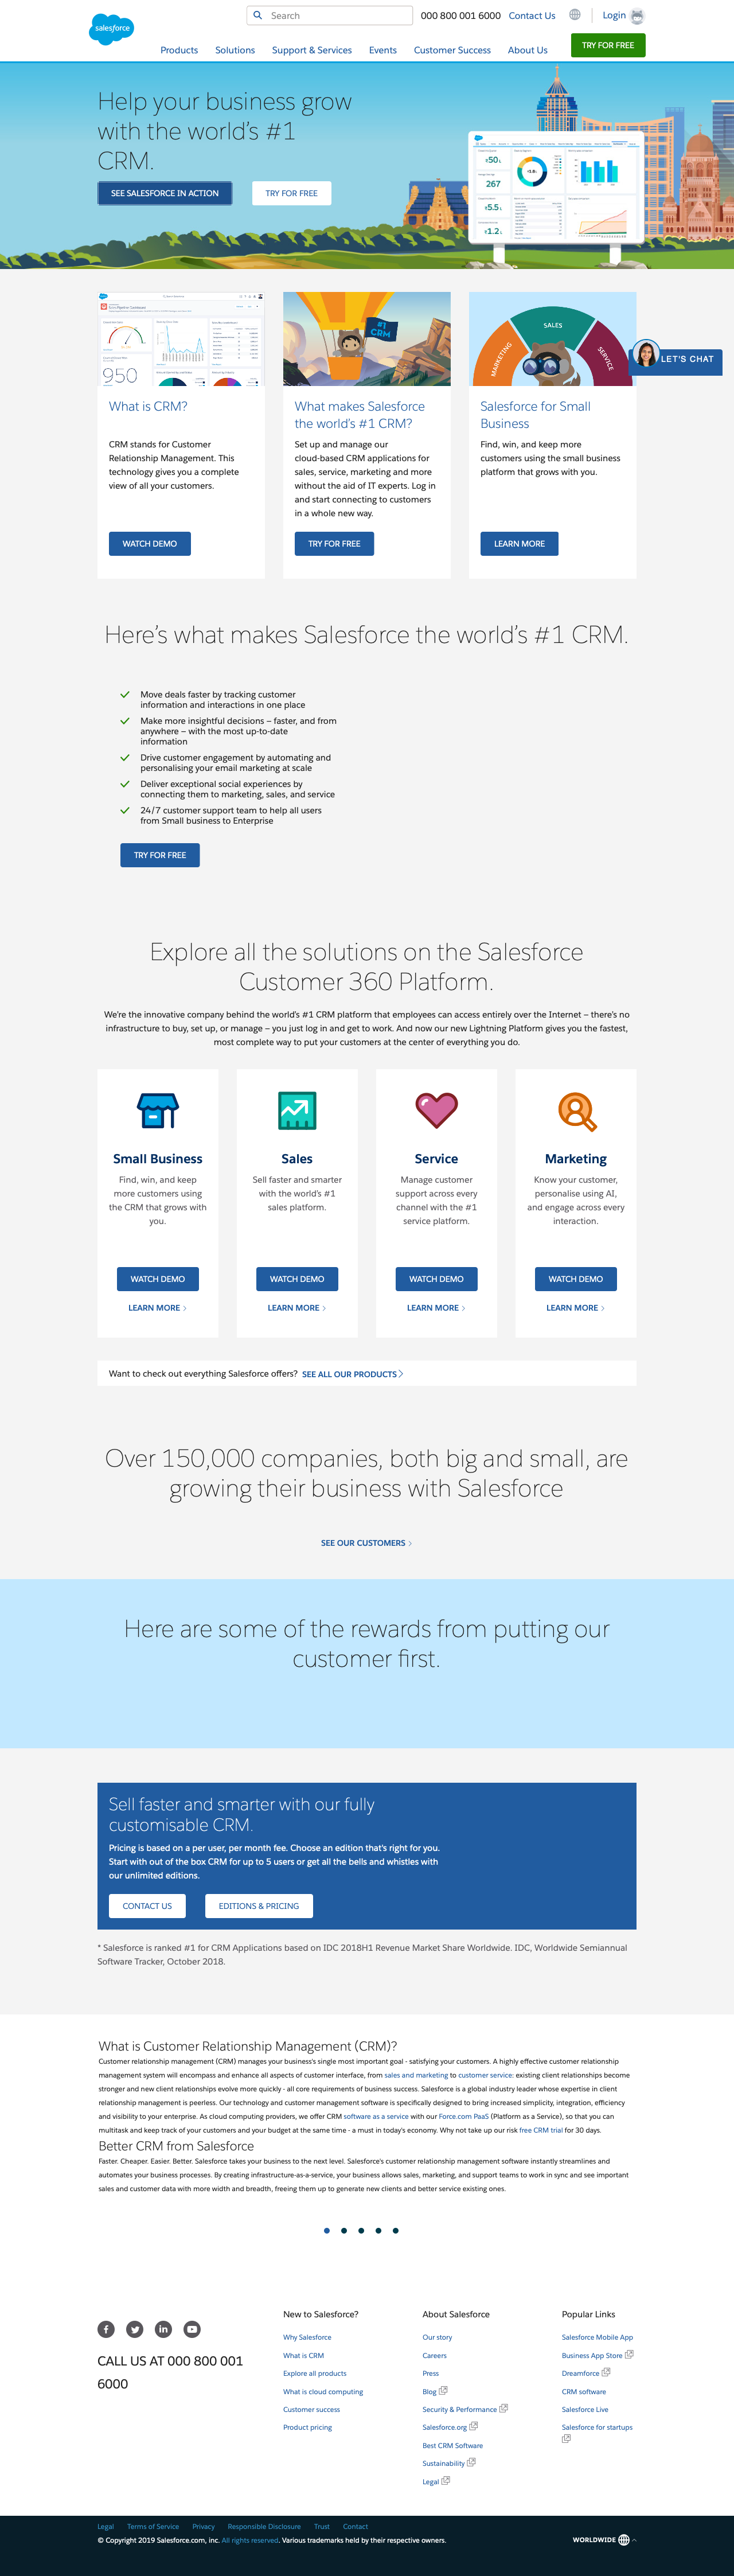 salesforce
Search
000 800 001 6000
Contact Us
Login
Products
Solutions
Support & Services
Events
Customer Success
About Us
TRY FOR FREE
Help your business grow
with the world's #1
CRM.
SEE SALESFORCE IN ACTION
TRY FOR FREE
267
950
#1
CRM
MARKETING
SALES
SERVICE
LET'S CHAT
What is CRM?
CRM stands for Customer
Relationship Management. This
technology gives you a complete
view of all your customers.
WATCH DEMO
What makes Salesforce
the world's #1 CRM?
Set up and manage our
cloud-based CRM applications for
sales, service, marketing and more
without the aid of IT experts. Log in
and start connecting to customers
in a whole new way.
TRY FOR FREE
Salesforce for Small
Business
Find, win, and keep more
customers using the small business
platform that grows with you.
LEARN MORE
Here's what makes Salesforce the world's #1 CRM.
Move deals faster by tracking customer
information and interactions in one place
Make more insightful decisions – faster, and from
anywhere – with the most up-to-date
information
Drive customer engagement by automating and
personalising your email marketing at scale
Deliver exceptional social experiences by
connecting them to marketing, sales, and service
24/7 customer support team to help all users
from Small business to Enterprise
TRY FOR FREE
Explore all the solutions on the Salesforce
Customer 360 Platform.
We're the innovative company behind the world's #1 CRM platform that employees can access entirely over the Internet – there's no
infrastructure to buy, set up, or manage – you just log in and get to work. And now our new Lightning Platform gives you the fastest,
most complete way to put your customers at the center of everything you do.
Small Business
Find, win, and keep
more customers using
the CRM that grows with
you.
WATCH DEMO
LEARN MORE
Sales
Sell faster and smarter
with the world's #1
sales platform.
WATCH DEMO
LEARN MORE
Service
Manage customer
support across every
channel with the #1
service platform.
WATCH DEMO
LEARN MORE
Marketing
Know your customer,
personalise using AI,
and engage across every
interaction.
WATCH DEMO
LEARN MORE
Want to check out everything Salesforce offers? SEE ALL OUR PRODUCTS
Over 150,000 companies, both big and small, are
growing their business with Salesforce
SEE OUR CUSTOMERS
Here are some of the rewards from putting our
customer first.
Sell faster and smarter with our fully
customisable CRM.
Pricing is based on a per user, per month fee. Choose an edition that's right for you.
Start with out of the box CRM for up to 5 users or get all the bells and whistles with
our unlimited editions.
CONTACT US
EDITIONS & PRICING
* Salesforce is ranked #1 for CRM Applications based on IDC 2018H1 Revenue Market Share Worldwide. IDC, Worldwide Semiannual
Software Tracker, October 2018.
What is Customer Relationship Management (CRM)?
Customer relationship management (CRM) manages your business's single most important goal - satisfying your customers. A highly effective customer relationship
management system will encompass and enhance all aspects of customer interface, from sales and marketing to customer service: existing client relationships become
stronger and new client relationships evolve more quickly - all core requirements of business success. Salesforce is a global industry leader whose expertise in client
relationship management is peerless. Our technology and customer management software is specifically designed to bring increased simplicity, integration, efficiency
and visibility to your enterprise. As cloud computing providers, we offer CRM software as a service with our Force.com PaaS (Platform as a Service), so that you can
multitask and keep track of your customers and your budget at the same time - a must in today's economy. Why not take up our risk free CRM trial for 30 days.
Better CRM from Salesforce
Faster. Cheaper. Easier. Better. Salesforce takes your business to the next level. Salesforce's customer relationship management software instantly streamlines and
automates your business processes. By creating infrastructure-as-a-service, your business allows sales, marketing, and support teams to work in sync and see important
sales and customer data with more width and breadth, freeing them up to generate new clients and better service existing ones.
CALL US AT 000 800 001
6000
New to Salesforce?
Why Salesforce
What is CRM
Explore all products
What is cloud computing
Customer success
Product pricing
About Salesforce
Our story
Careers
Press
Blog
Security & Performance
Salesforce.org
Best CRM Software
Sustainability
Legal
Popular Links
Salesforce Mobile App
Business App Store
Dreamforce
CRM software
Salesforce Live
Salesforce for startups
Legal
Terms of Service
Privacy
Responsible Disclosure
Trust
Contact
© Copyright 2019 Salesforce.com, inc. All rights reserved. Various trademarks held by their respective owners.
WORLDWIDE